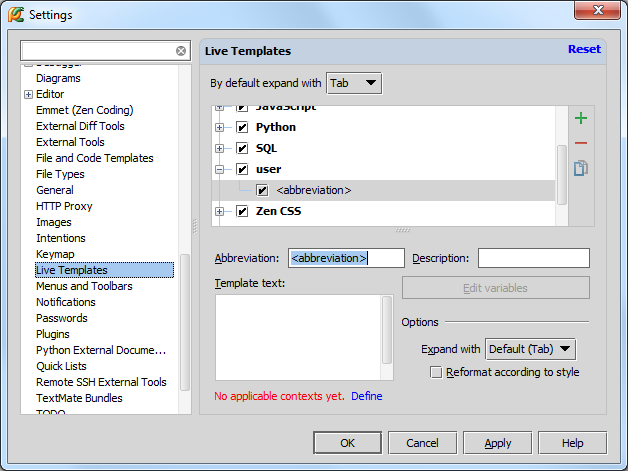 Settings
Debugger
Diagrams
Editor
Emmet (Zen Coding)
External Diff Tools
External Tools
File and Code Templates
File Types
General
HTTP Proxy
Images
Intentions
Keymap
Live Templates
Menus and Toolbars
Notifications
Passwords
Plugins
Python External Docume...
Quick Lists
Remote SSH External Tools
TextMate Bundles
TODO
Live Templates
Reset
By default expand with Tab
JavaScript
Python
SQL
user
<abbreviation>
Zen CSS
Abbreviation: <abbreviation> Description:
Template text:
Edit variables
Options
Expand with Default (Tab)
Reformat according to style
No applicable contexts yet. Define
OK Cancel Apply Help